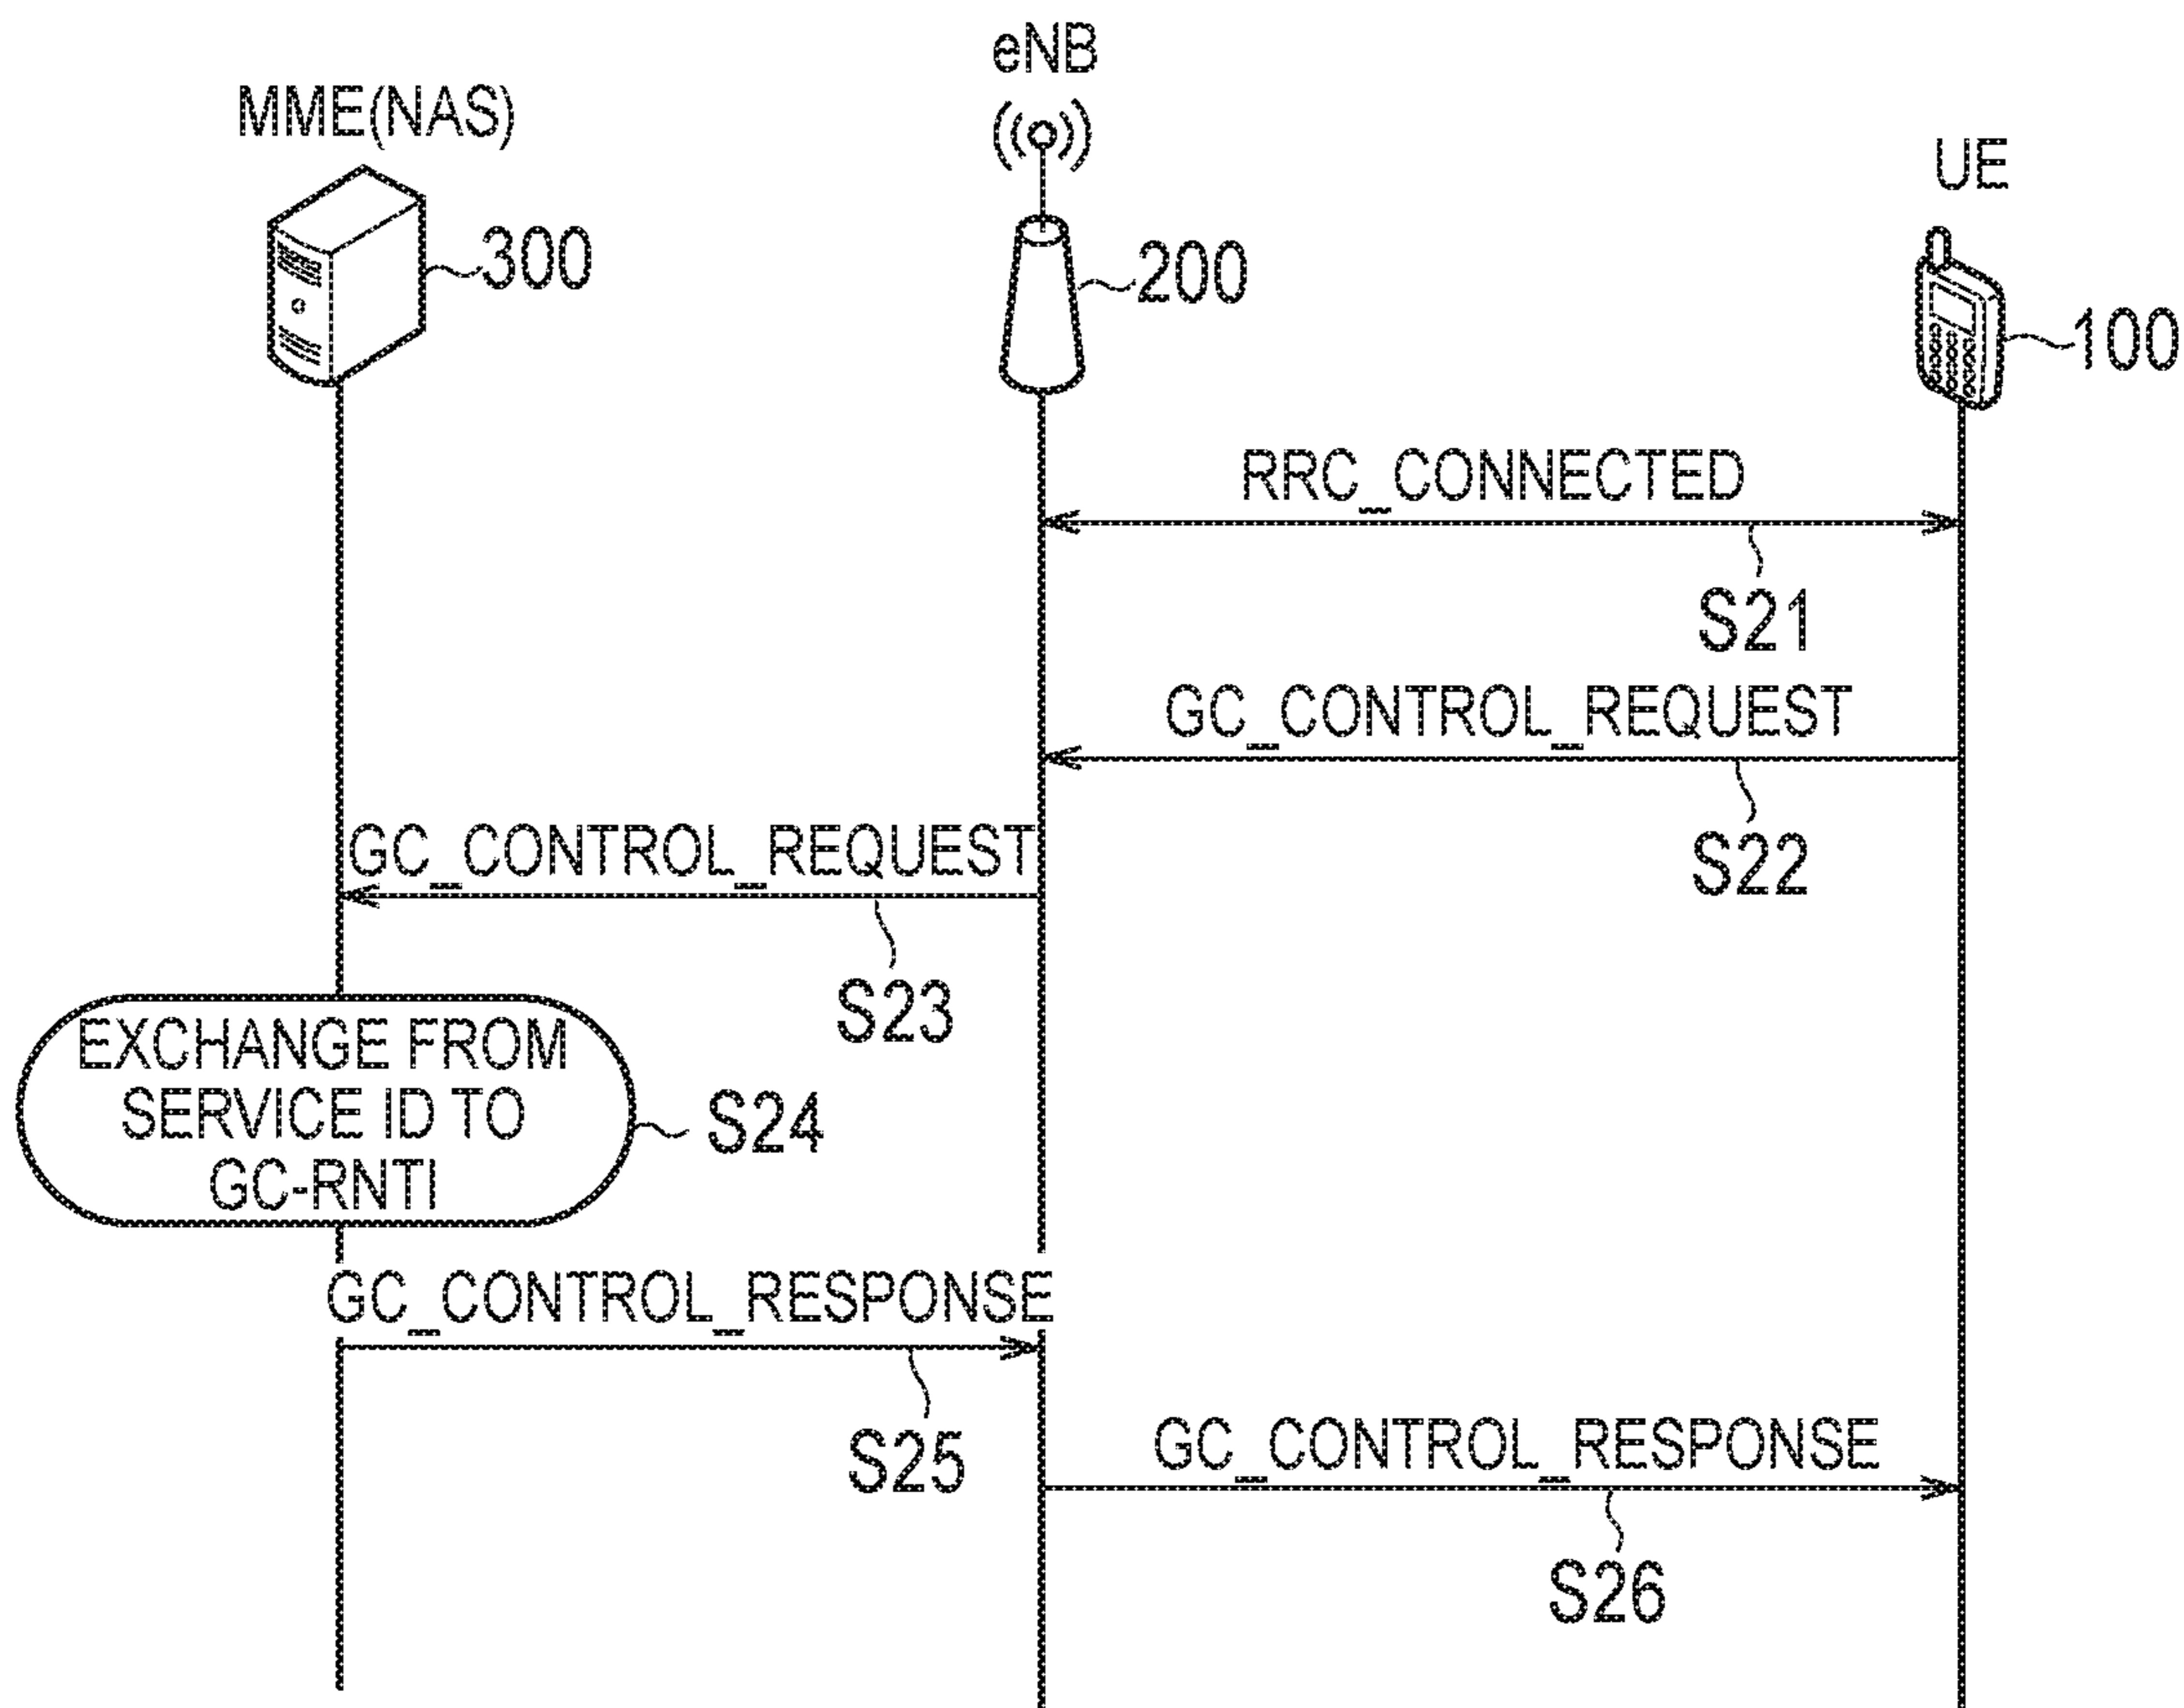 eNB
MME(NAS)
UE
300
200
100
RRC_CONNECTED
S21
GC_CONTROL_REQUEST
S22
GC_CONTROL_REQUEST
S23
EXCHANGE FROM
SERVICE ID TO
GC-RNTI
S24
GC_CONTROL_RESPONSE
S25
GC_CONTROL_RESPONSE
S26